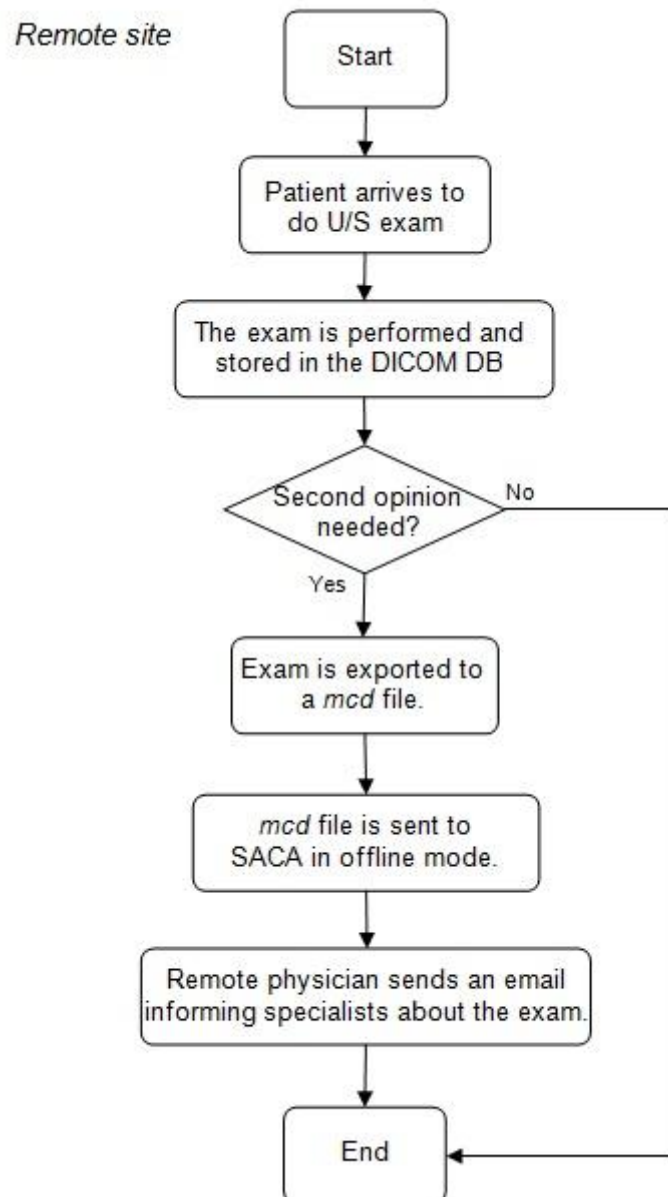 Remote site
Start
Patient arrives to
do U/S exam
The exam is performed and
stored in the DICOM DB
Second opinion
needed?
No
Yes
Exam is exported to
a mcd file.
mcd file is sent to
SACA in offline mode.
Remote physician sends an email
informing specialists about the exam.
End